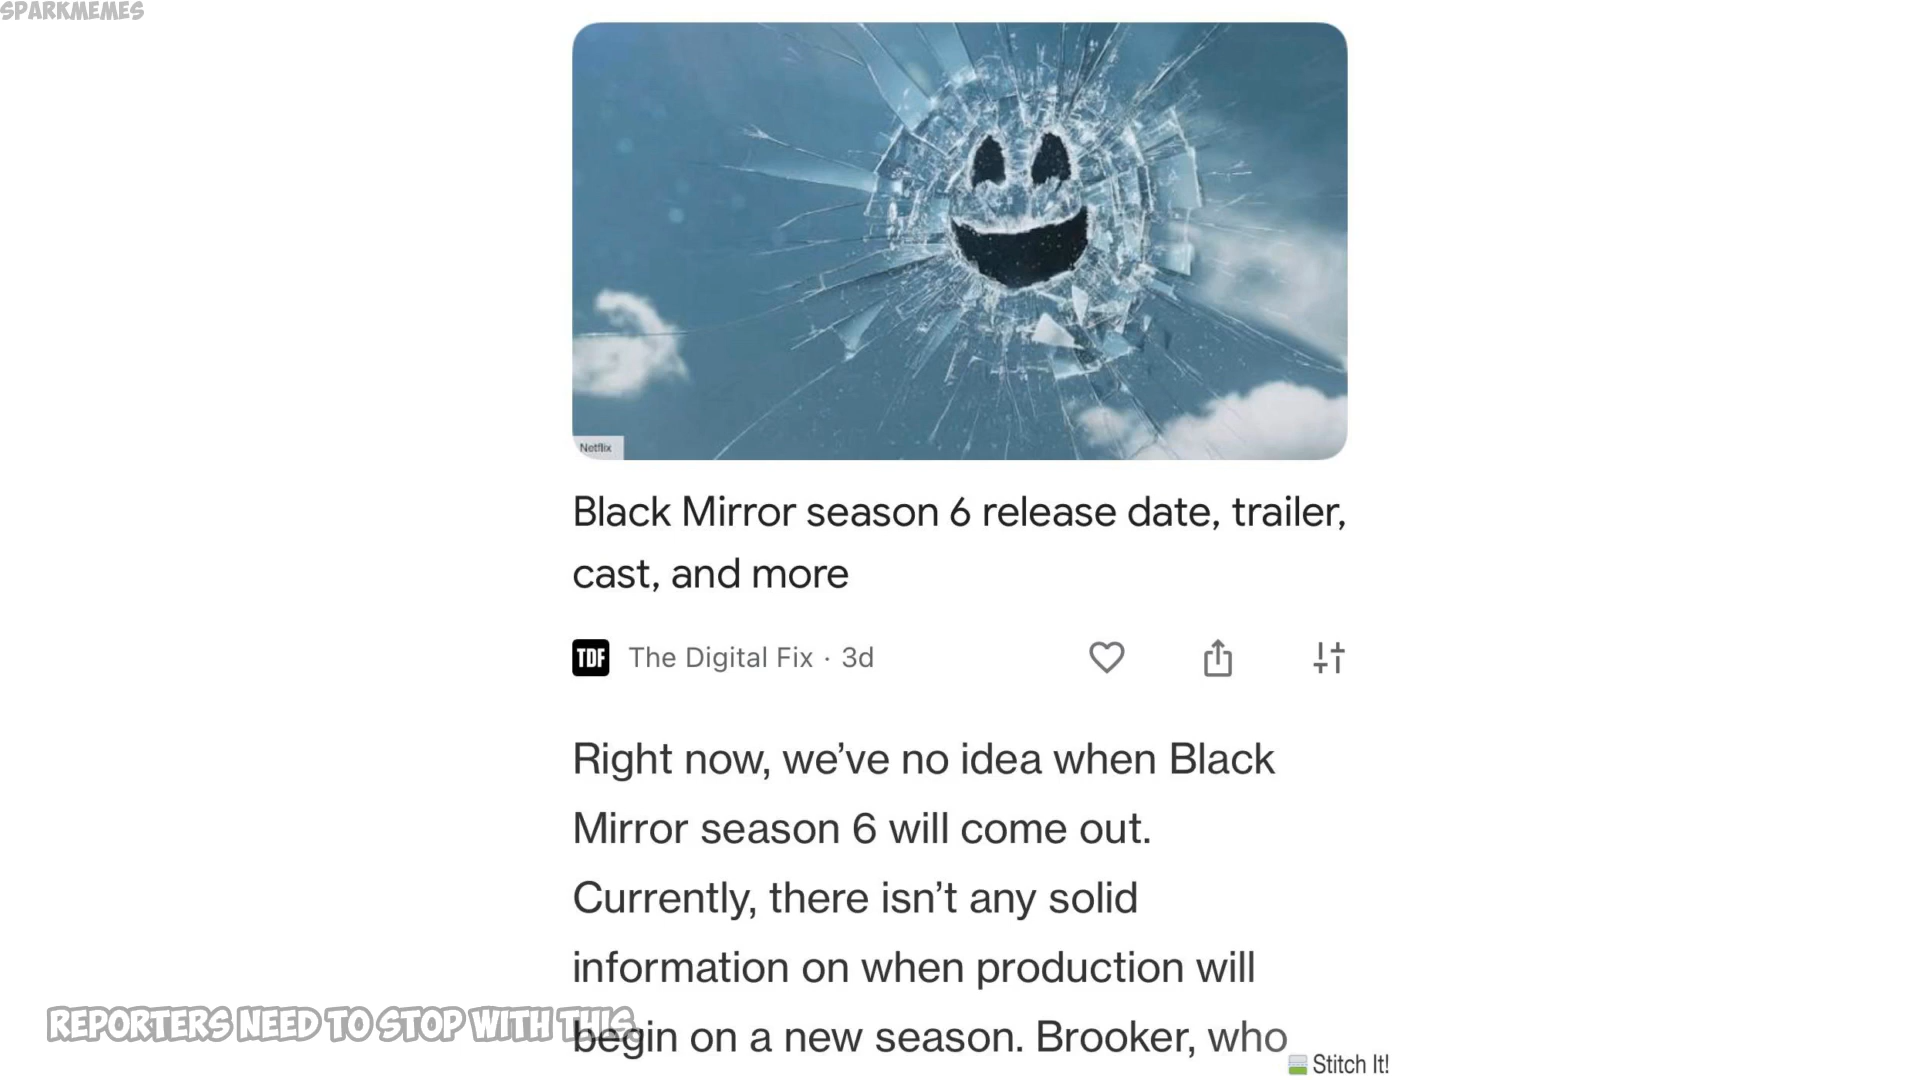 SPARKMEMES
Netflix
Black Mirror season 6 release date, trailer,
cast, and more
TDF The Digital Fix · 3d
Right now, we’ve no idea when Black
Mirror season 6 will come out.
Currently, there isn’t any solid
information on when production will
begin on a new season. Brooker, who
REPORTERS NEED TO STOP WITH THIS.
Stitch It!